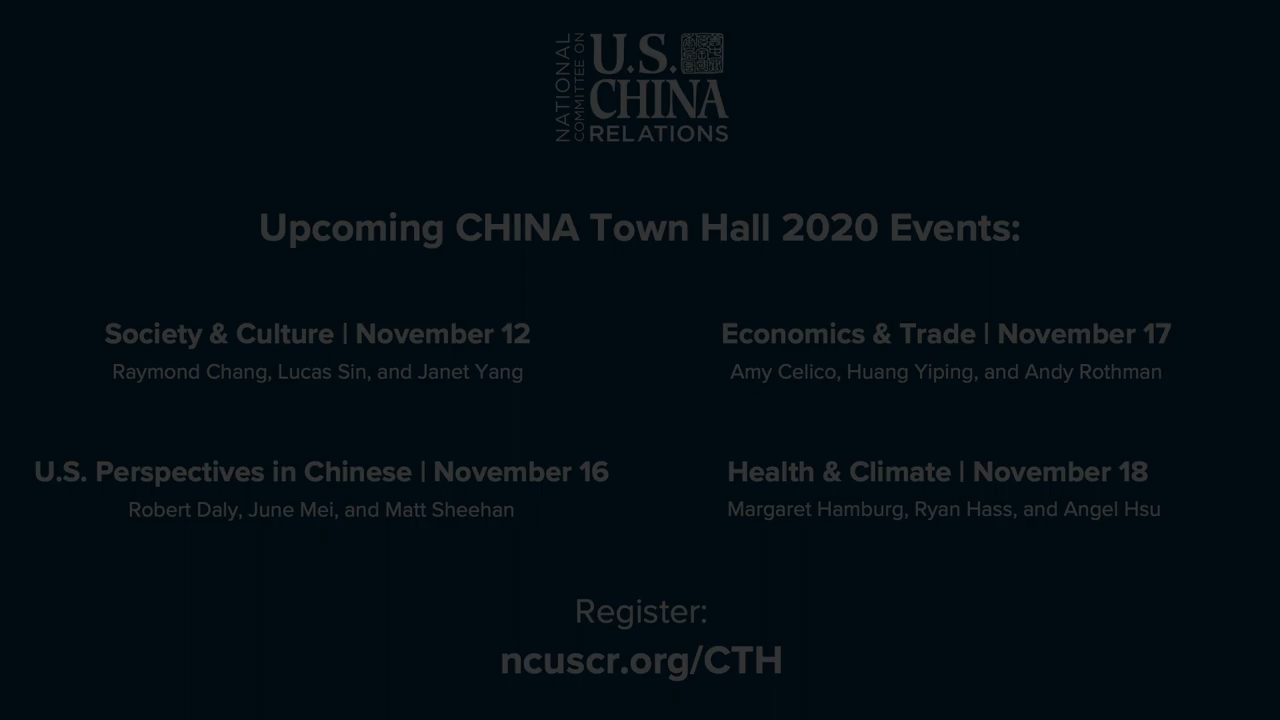 NATIONAL
COMMITTEE ON
U.S.
CHINA
RELATIONS
Upcoming CHINA Town Hall 2020 Events:
Society & Culture | November 12
Raymond Chang, Lucas Sin, and Janet Yang
Economics & Trade | November 17
Amy Celico, Huang Yiping, and Andy Rothman
U.S. Perspectives in Chinese | November 16
Robert Daly, June Mei, and Matt Sheehan
Health & Climate | November 18
Margaret Hamburg, Ryan Hass, and Angel Hsu
Register:
ncuscr.org/CTH